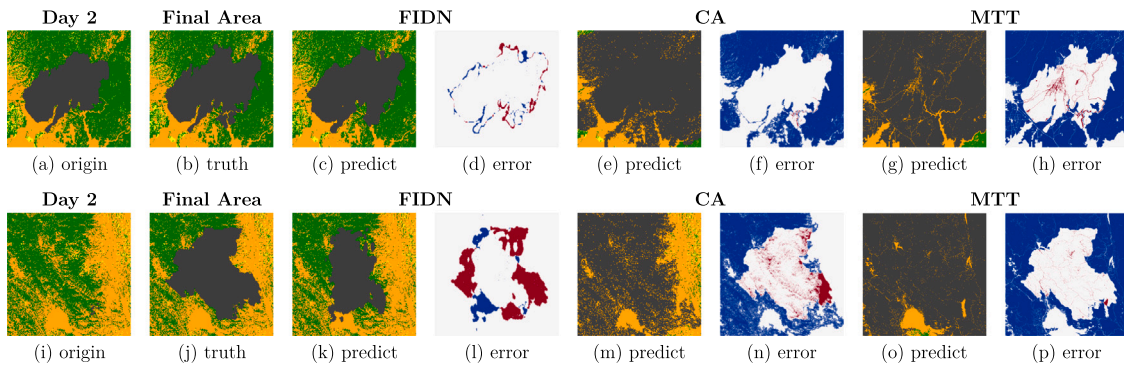 Day 2 Final Area FIDN CA MTT
(a) origin (b) truth (c) predict (d) error (e) predict (f) error (g) predict (h) error
Day 2 Final Area FIDN CA MTT
(i) origin (j) truth (k) predict (l) error (m) predict (n) error (o) predict (p) error